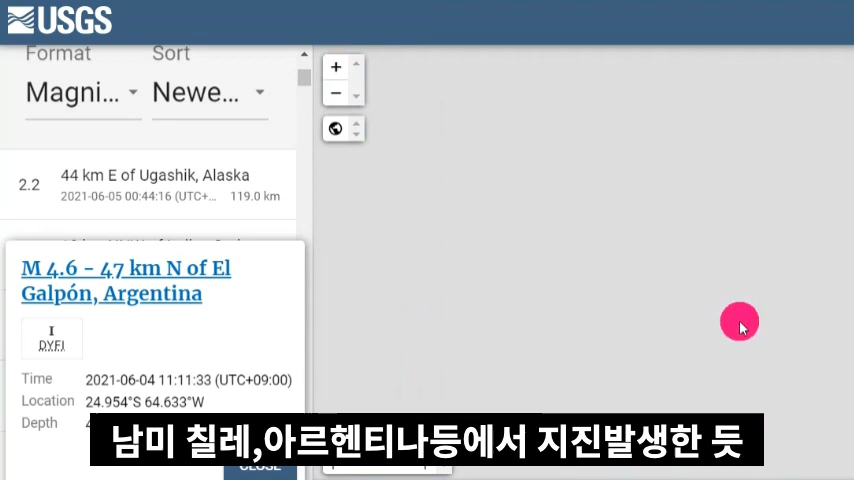 USGS
Format Sort
Magni... Newe...
2.2 44 km E of Ugashik, Alaska
2021-06-05 00:44:16 (UTC+... 119.0 km
M 4.6 - 47 km N of El
Galpón, Argentina
I
DYFI
Time 2021-06-04 11:11:33 (UTC+09:00)
Location 24.954°S 64.633°W
Depth
남미 칠레,아르헨티나등에서 지진발생한 듯
CLOSE